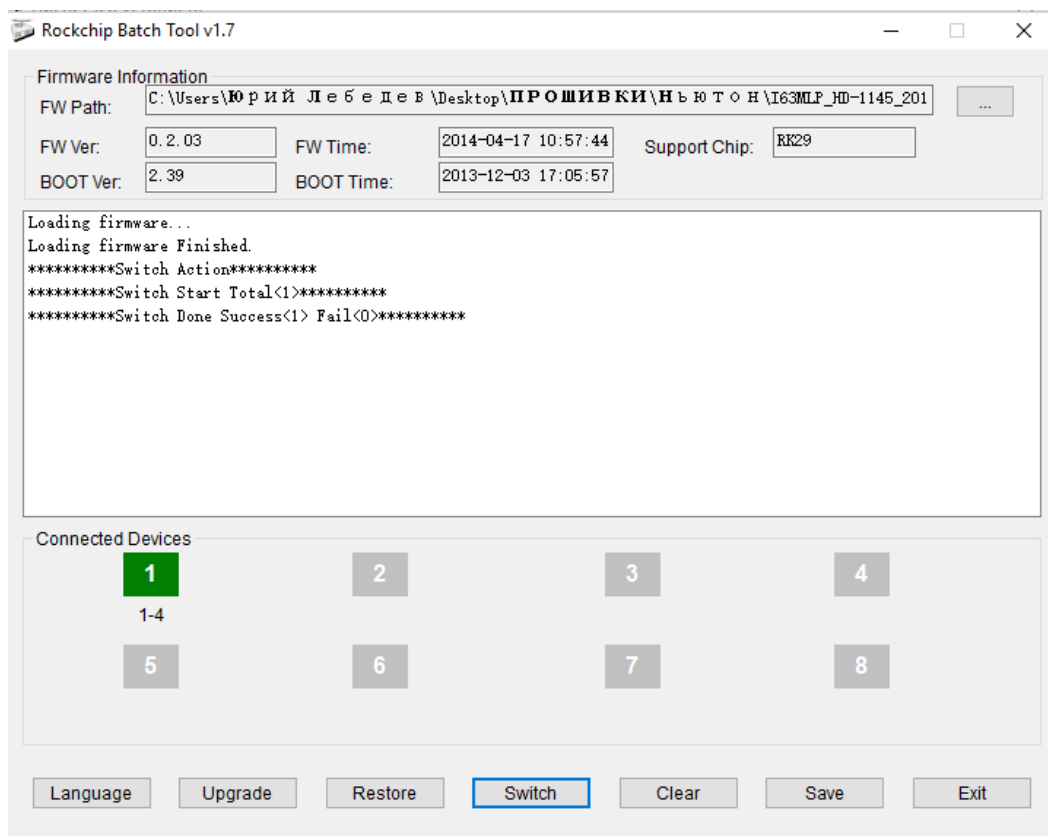 Rockchip Batch Tool v1.7
Firmware Information
FW Path: C:\Users\Юрий Лебедев\Desktop\ПРОШИВКИ\Ньютон\I63MLP_HD-1145_201 ...
FW Ver: 0.2.03 FW Time: 2014-04-17 10:57:44 Support Chip: RK29
BOOT Ver: 2.39 BOOT Time: 2013-12-03 17:05:57
Loading firmware...
Loading firmware Finished.
**********Switch Action**********
**********Switch Start Total<1>**********
**********Switch Done Success<1> Fail<0>**********
Connected Devices
1 2 3 4
1-4
5 6 7 8
Language Upgrade Restore Switch Clear Save Exit